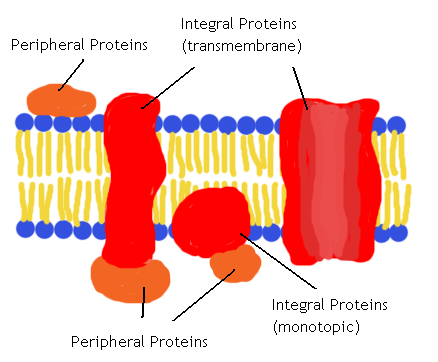 Integral Proteins
(transmembrane)
Peripheral Proteins
Integral Proteins
(monotopic)
Peripheral Proteins